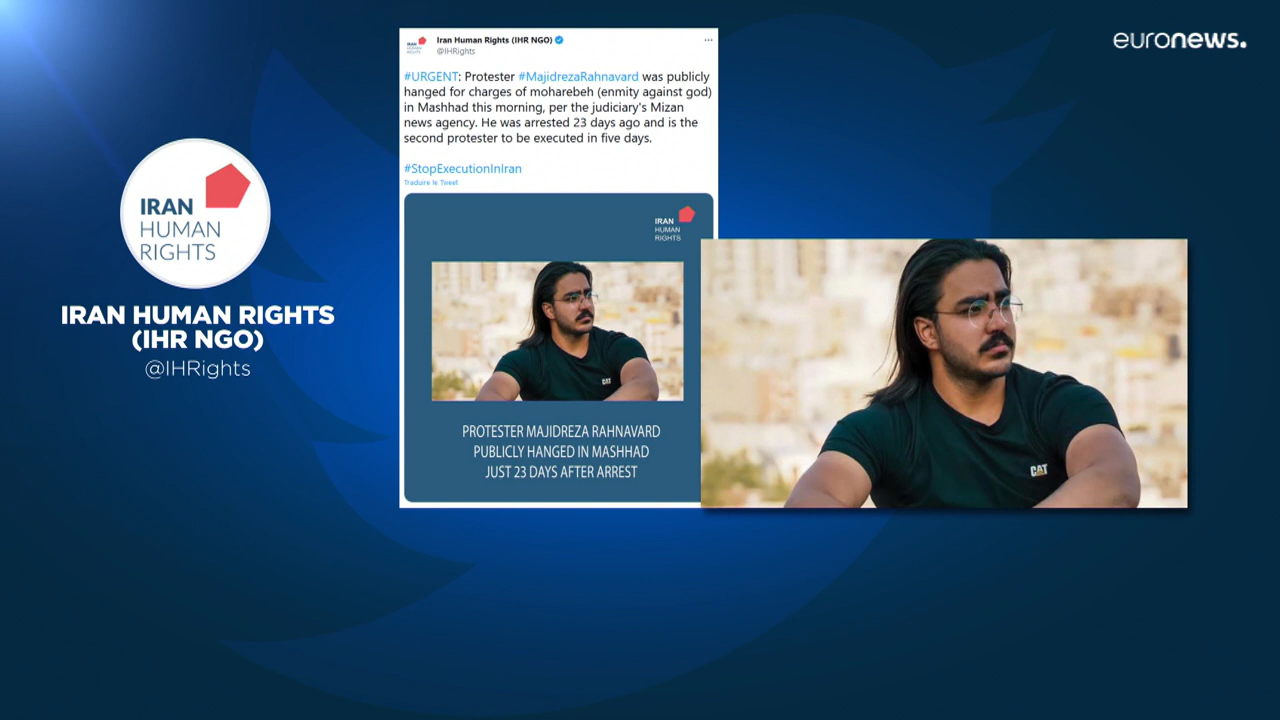 euronews.
IRAN
HUMAN
RIGHTS
IRAN HUMAN RIGHTS
(IHR NGO)
@IHRights
IRAN
HUMAN
RIGHTS
Iran Human Rights (IHR NGO)
@IHRights
#URGENT: Protester #MajidrezaRahnavard was publicly
hanged for charges of moharebeh (enmity against god)
in Mashhad this morning, per the judiciary's Mizan
news agency. He was arrested 23 days ago and is the
second protester to be executed in five days.
#StopExecutionInIran
Traduire le Tweet
IRAN
HUMAN
RIGHTS
CAT
PROTESTER MAJIDREZA RAHNAVARD
PUBLICLY HANGED IN MASHHAD
JUST 23 DAYS AFTER ARREST
CAT